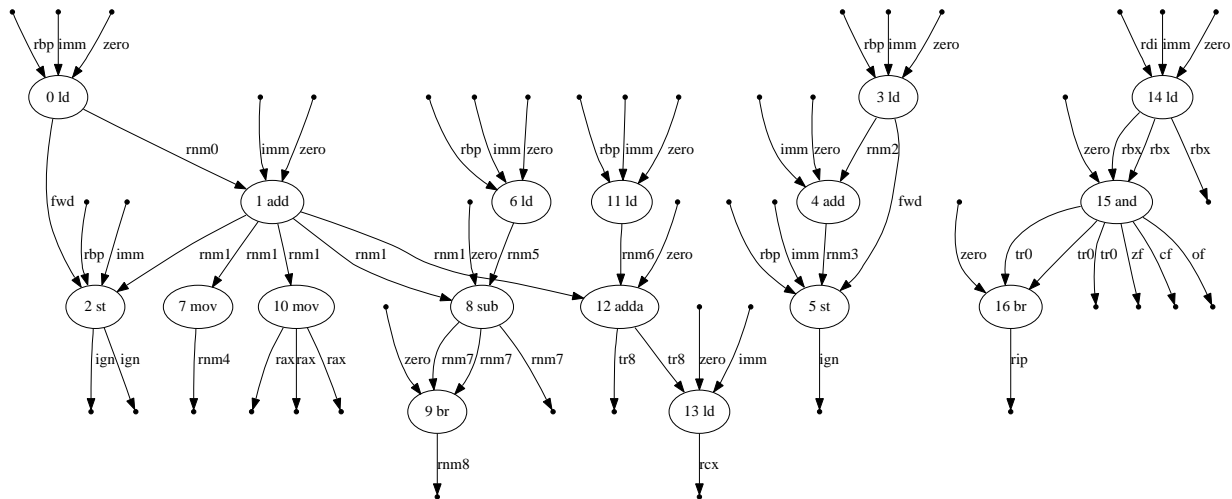 rbp imm zero rbp imm zero rdi imm zero
0 ld 3 ld 14 ld
rnm0 imm zero rbp imm zero rbp imm zero imm zero rnm2 zero rbx rbx rbx
fwd 1 add 6 ld 11 ld 4 add fwd 15 and
rbp imm rnm1 rnm1 rnm1 rnm1 zero rnm5 rnm1 rnm6 zero rbp imm rnm3 zero tr0 tr0 tr0 zf cf of
2 st 7 mov 10 mov 8 sub 12 adda 5 st 16 br
ign ign rnm4 rax rax rax zero rnm7 rnm7 rnm7 tr8 tr8 zero imm ign rip
9 br 13 ld
rnm8 rcx